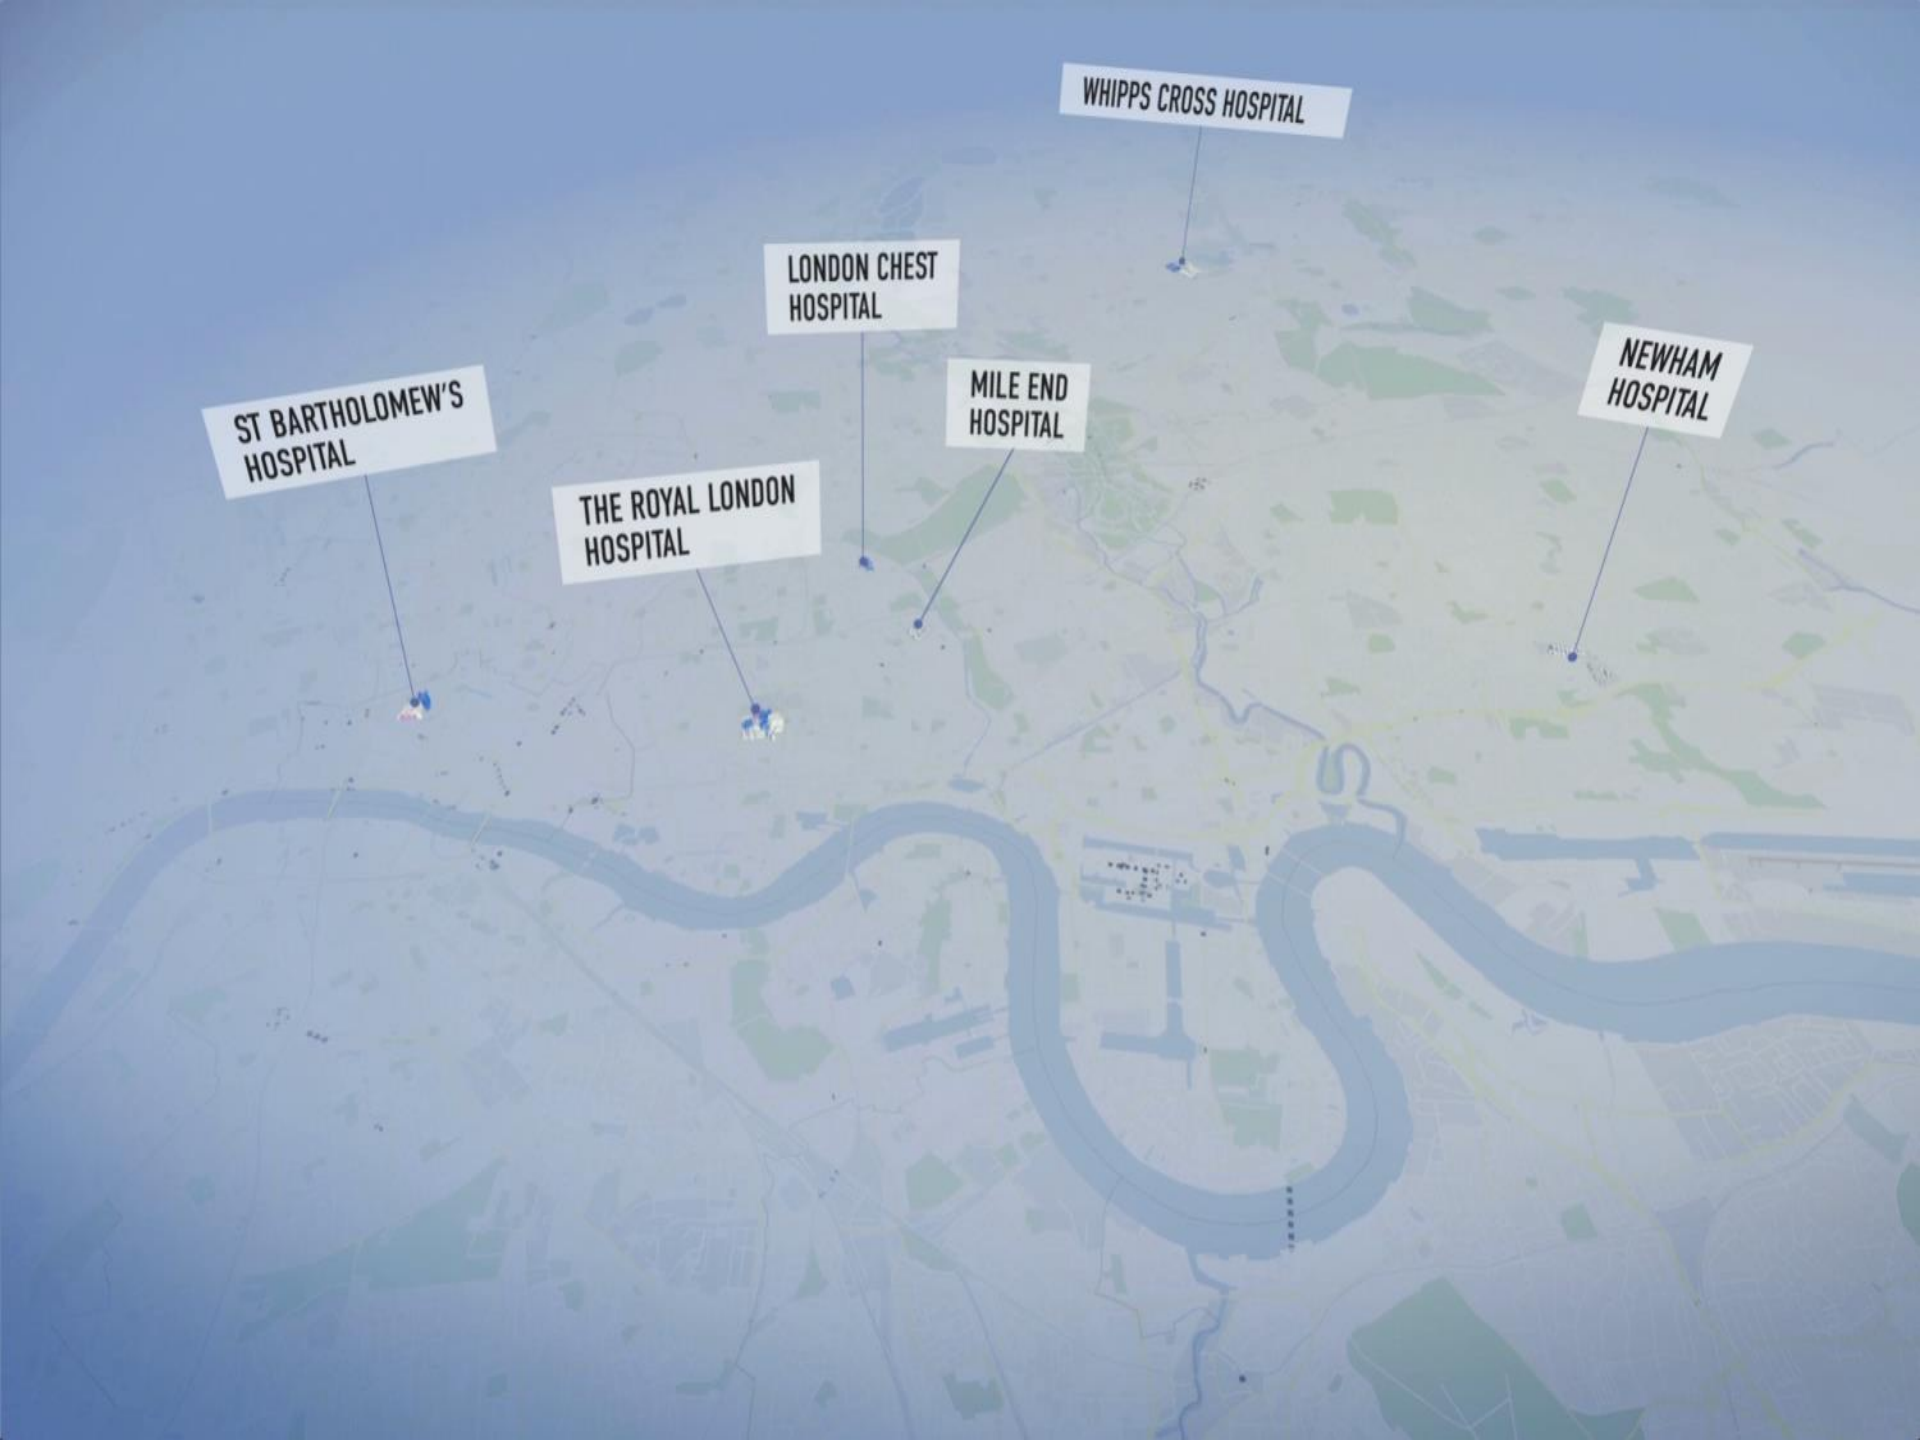 WHIPPS CROSS HOSPITAL
LONDON CHEST
HOSPITAL
NEWHAM
HOSPITAL
MILE END
HOSPITAL
ST BARTHOLOMEW'S
HOSPITAL
THE ROYAL LONDON
HOSPITAL